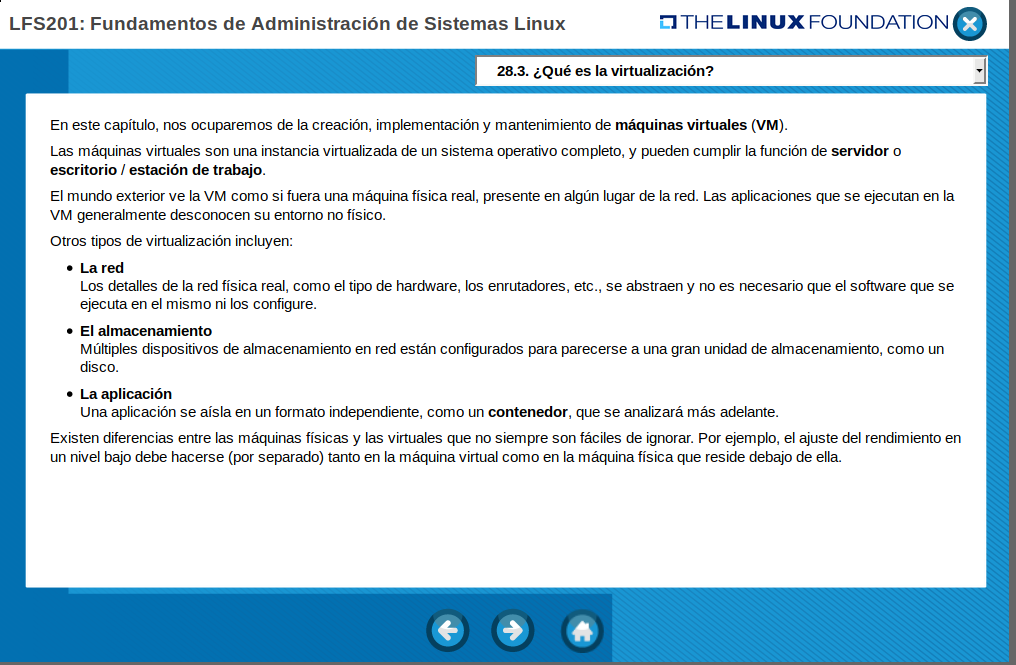 LFS201: Fundamentos de Administración de Sistemas Linux
THE LINUX FOUNDATION
28.3. ¿Qué es la virtualización?
En este capítulo, nos ocuparemos de la creación, implementación y mantenimiento de máquinas virtuales (VM).
Las máquinas virtuales son una instancia virtualizada de un sistema operativo completo, y pueden cumplir la función de servidor o
escritorio / estación de trabajo.
El mundo exterior ve la VM como si fuera una máquina física real, presente en algún lugar de la red. Las aplicaciones que se ejecutan en la
VM generalmente desconocen su entorno no físico.
Otros tipos de virtualización incluyen:
• La red
Los detalles de la red física real, como el tipo de hardware, los enrutadores, etc., se abstraen y no es necesario que el software que se
ejecuta en el mismo ni los configure.
• El almacenamiento
Múltiples dispositivos de almacenamiento en red están configurados para parecerse a una gran unidad de almacenamiento, como un
disco.
• La aplicación
Una aplicación se aísla en un formato independiente, como un contenedor, que se analizará más adelante.
Existen diferencias entre las máquinas físicas y las virtuales que no siempre son fáciles de ignorar. Por ejemplo, el ajuste del rendimiento en
un nivel bajo debe hacerse (por separado) tanto en la máquina virtual como en la máquina física que reside debajo de ella.